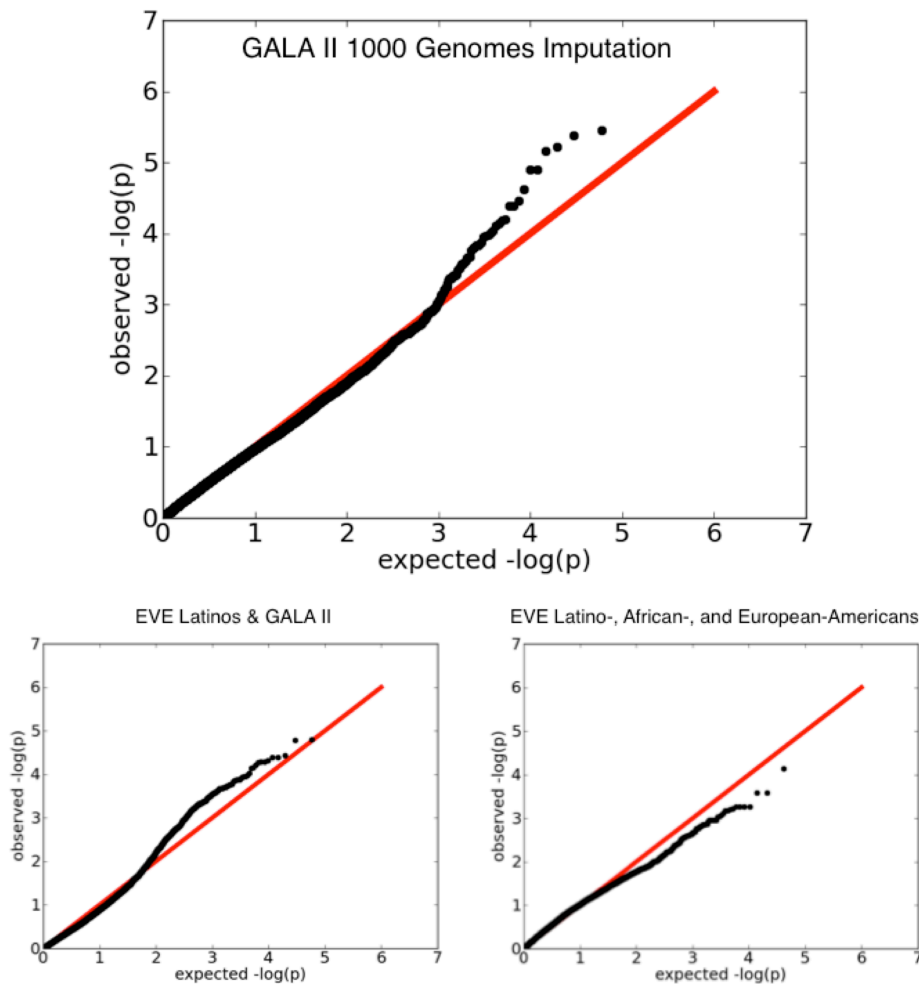 7
GALA II 1000 Genomes Imputation
6
5
4
3
2
1
0
observed -log(p)
0 1 2 3 4 5 6 7
expected -log(p)
EVE Latinos & GALA II
7
6
5
4
3
2
1
0
observed -log(p)
0 1 2 3 4 5 6 7
expected -log(p)
EVE Latino-, African-, and European-Americans
7
6
5
4
3
2
1
0
observed -log(p)
0 1 2 3 4 5 6 7
expected -log(p)